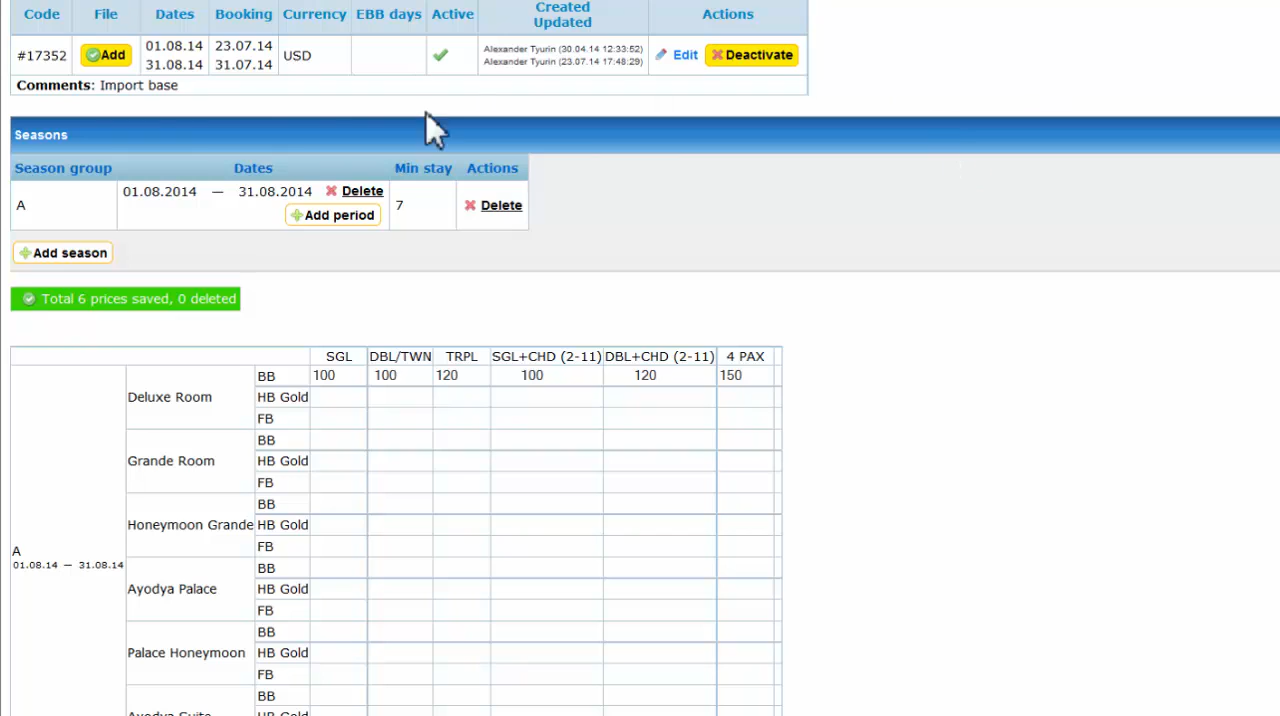 Code File Dates Booking Currency EBB days Active Created Updated Actions
#17352 Add 01.08.14 31.08.14 23.07.14 31.07.14 USD Alexander Tyurin (30.04.14 12:33:52) Alexander Tyurin (23.07.14 17:48:29) Edit Deactivate
Comments: Import base
Seasons
Season group Dates Min stay Actions
A 01.08.2014 — 31.08.2014 Delete Add period 7 Delete
Add season
Total 6 prices saved, 0 deleted
SGL DBL/TWN TRPL SGL+CHD (2-11) DBL+CHD (2-11) 4 PAX
A
01.08.14 — 31.08.14
Deluxe Room
BB 100 100 120 100 120 150
HB Gold
FB
Grande Room
BB
HB Gold
FB
Honeymoon Grande
BB
HB Gold
FB
Ayodya Palace
BB
HB Gold
FB
Palace Honeymoon
BB
HB Gold
FB
Ayodya Suite
BB
HB Gold